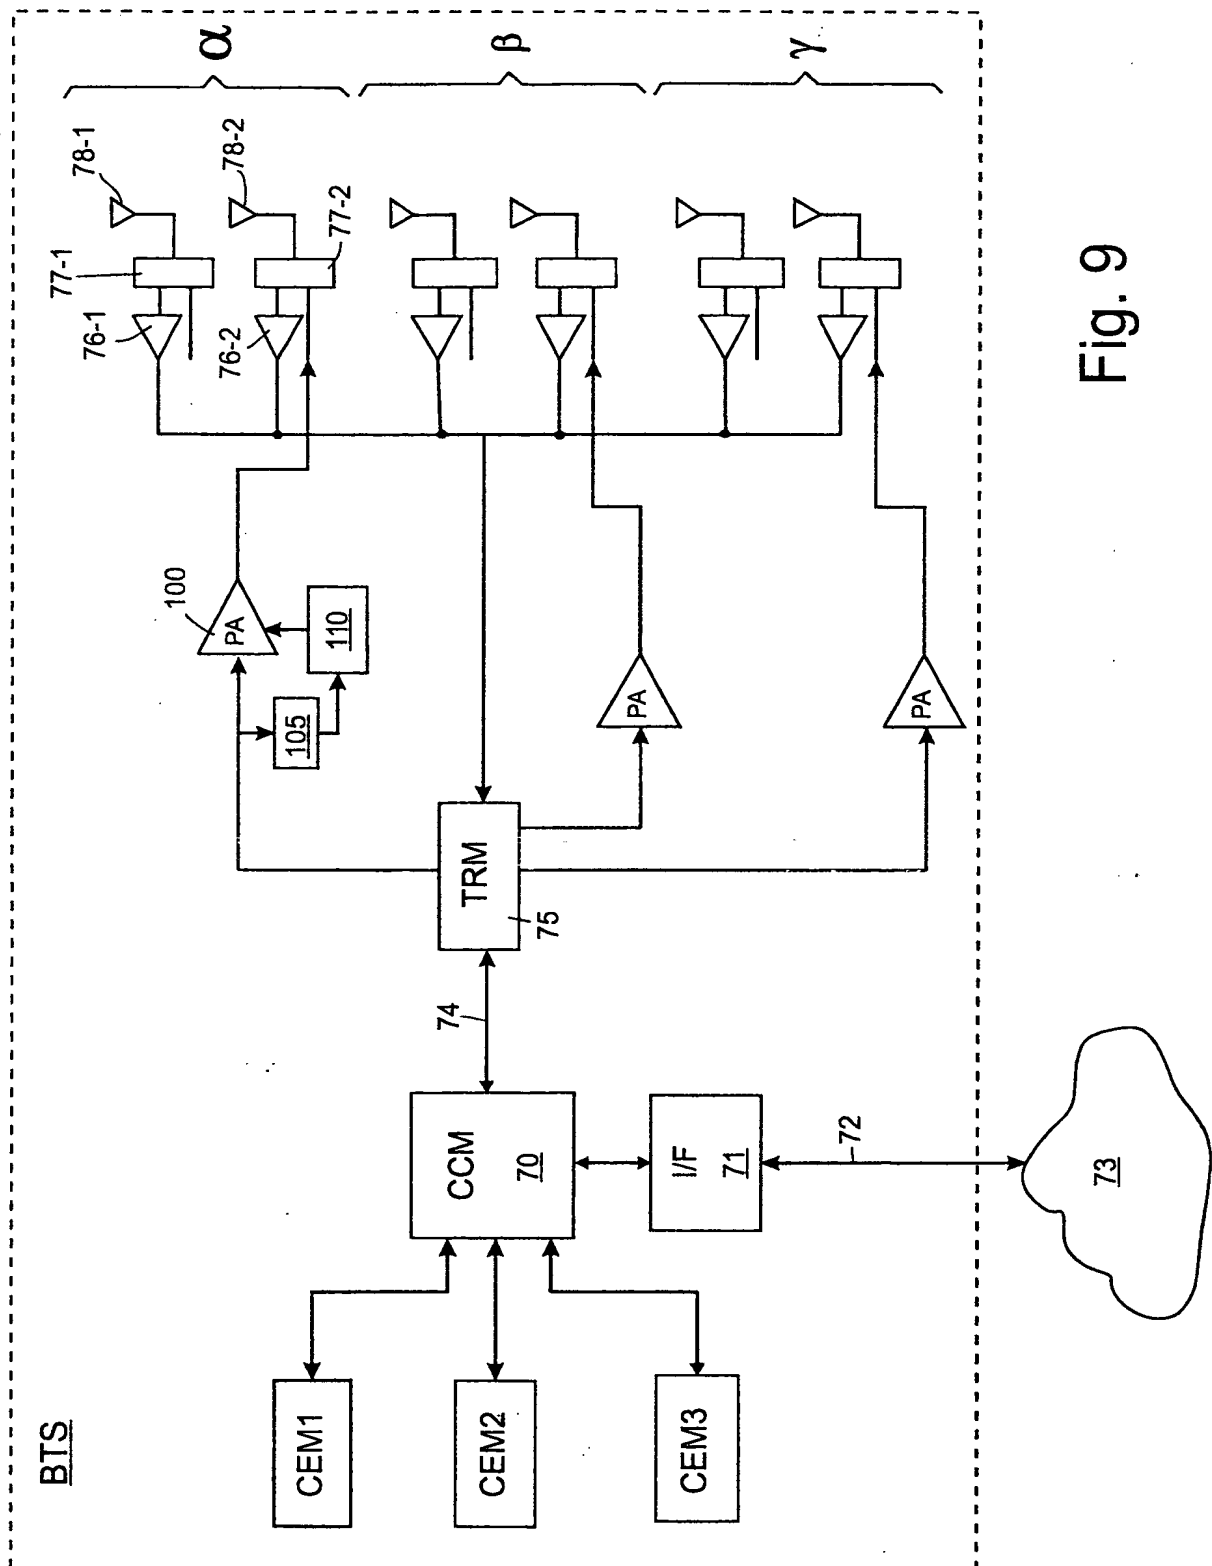 BTS
CEM1
CEM2
CEM3
CCM
70
I/F
71
72
73
74
TRM
75
105
110
100
PA
PA
PA
76-1
76-2
77-1
77-2
78-1
78-2
α
β
γ
Fig. 9